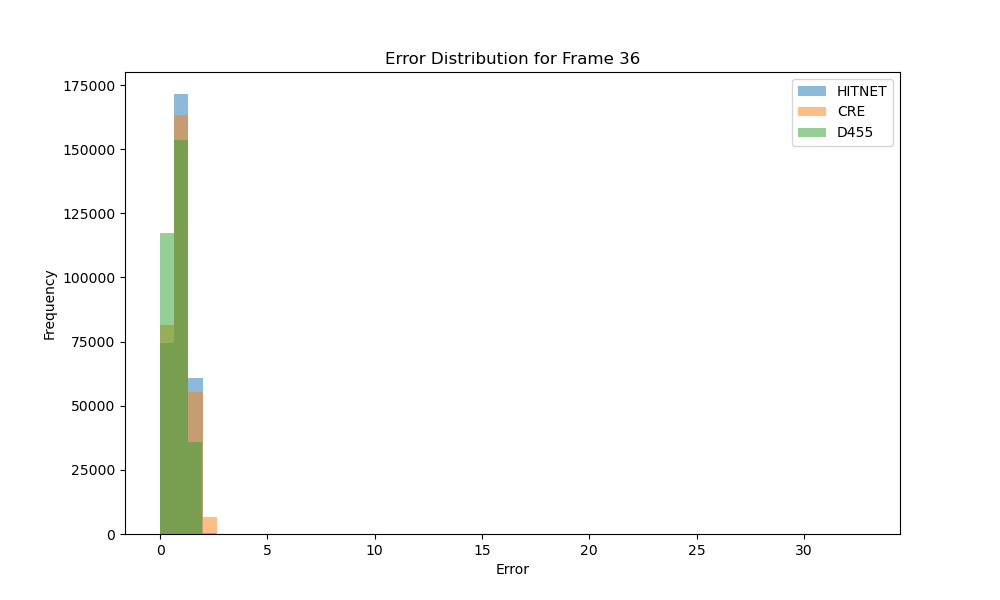 Error Distribution for Frame 36
HITNET
CRE
D455
175000
150000
125000
100000
75000
50000
25000
0
Frequency
0 5 10 15 20 25 30
Error